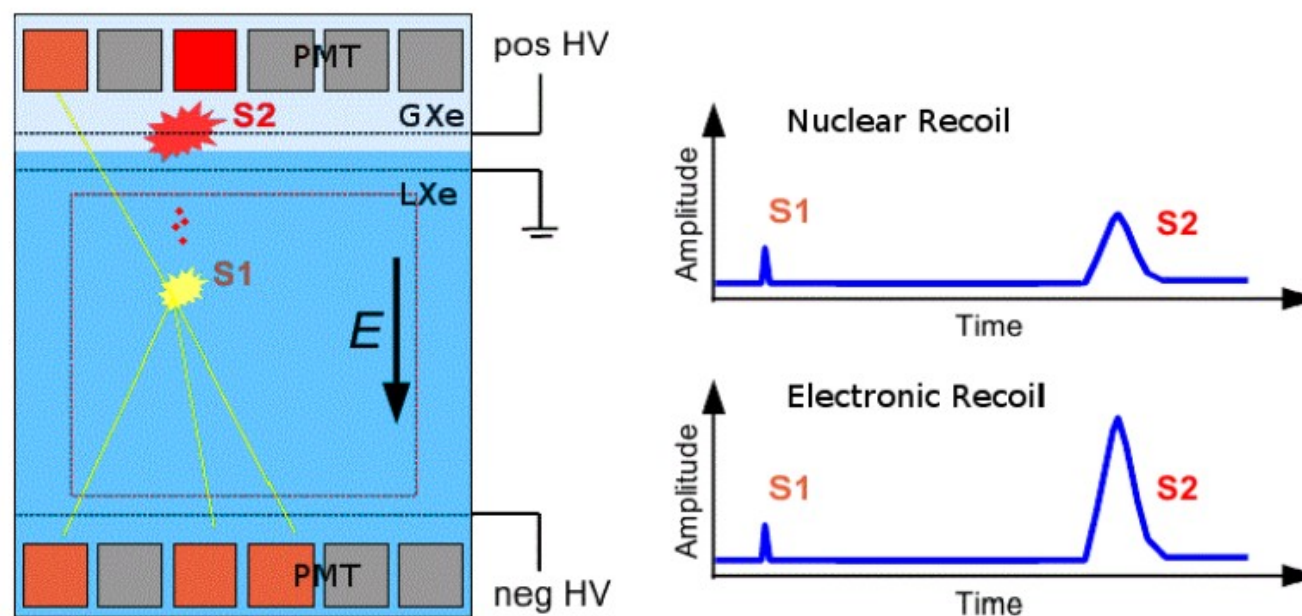 PMT
pos HV
S2
GXe
LXe
S1
E
PMT
neg HV
Nuclear Recoil
Amplitude
S1
S2
Time
Electronic Recoil
Amplitude
S1
S2
Time